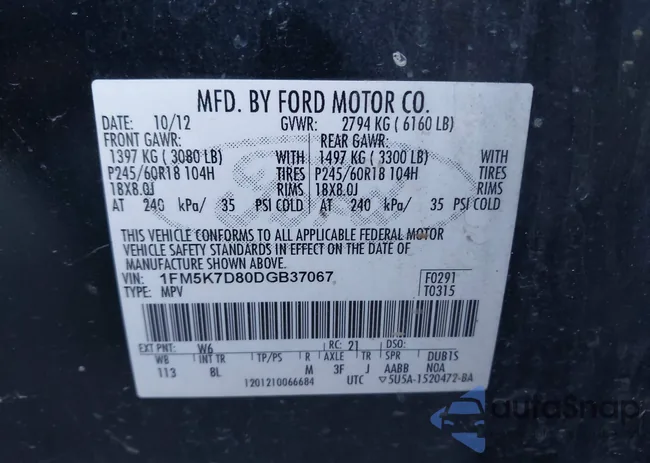 MFD. BY FORD MOTOR CO.
DATE: 10/12 GVWR: 2794 KG ( 6160 LB)
FRONT GAWR: REAR GAWR:
1397 KG ( 3080 LB) WITH 1497 KG ( 3300 LB) WITH
P245/60R18 104H TIRES P245/60R18 104H TIRES
18X8.0J RIMS 18X8.0J RIMS
AT 240 kPa/ 35 PSI COLD AT 240 kPa/ 35 PSI COLD
THIS VEHICLE CONFORMS TO ALL APPLICABLE FEDERAL MOTOR
VEHICLE SAFETY STANDARDS IN EFFECT ON THE DATE OF
MANUFACTURE SHOWN ABOVE.
VIN: 1FM5K7D80DGB37067 F0291
TYPE: MPV T0315
EXT PNT: W6 RC: 21 DSO:
WB INT TR TP/PS R AXLE TR SPR DUBTS
113 8L M 3F J AABB NOA
1201210066684 UTC ▽5U5A-1520472-BA
Ford
autoSnap